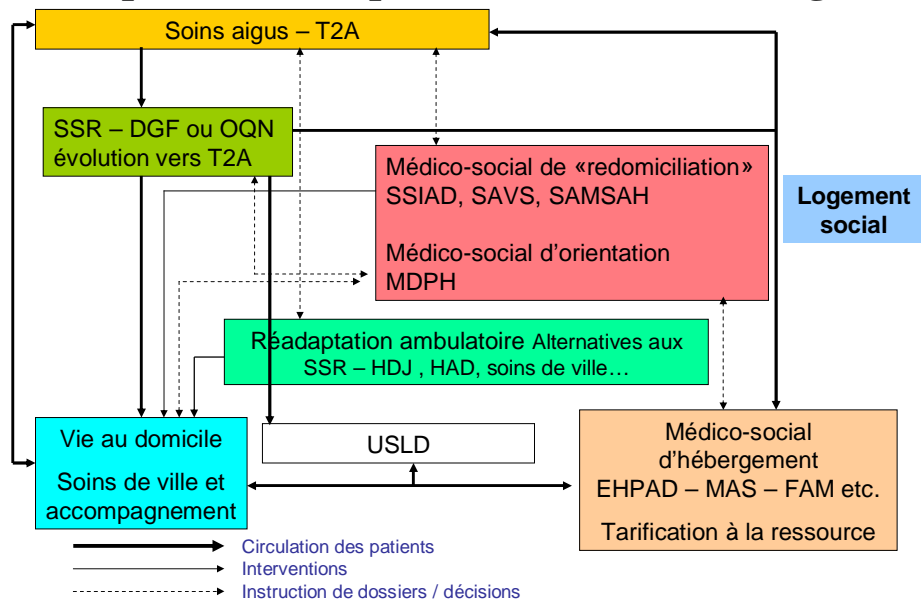 Soins aigus – T2A
SSR – DGF ou OQN
évolution vers T2A
Médico-social de «redomiciliation»
SSIAD, SAVS, SAMSAH
Médico-social d'orientation
MDPH
Logement
social
Réadaptation ambulatoire Alternatives aux
SSR – HDJ , HAD, soins de ville…
Vie au domicile
Soins de ville et
accompagnement
USLD
Médico-social
d'hébergement
EHPAD – MAS – FAM etc.
Tarification à la ressource
Circulation des patients
Interventions
Instruction de dossiers / décisions